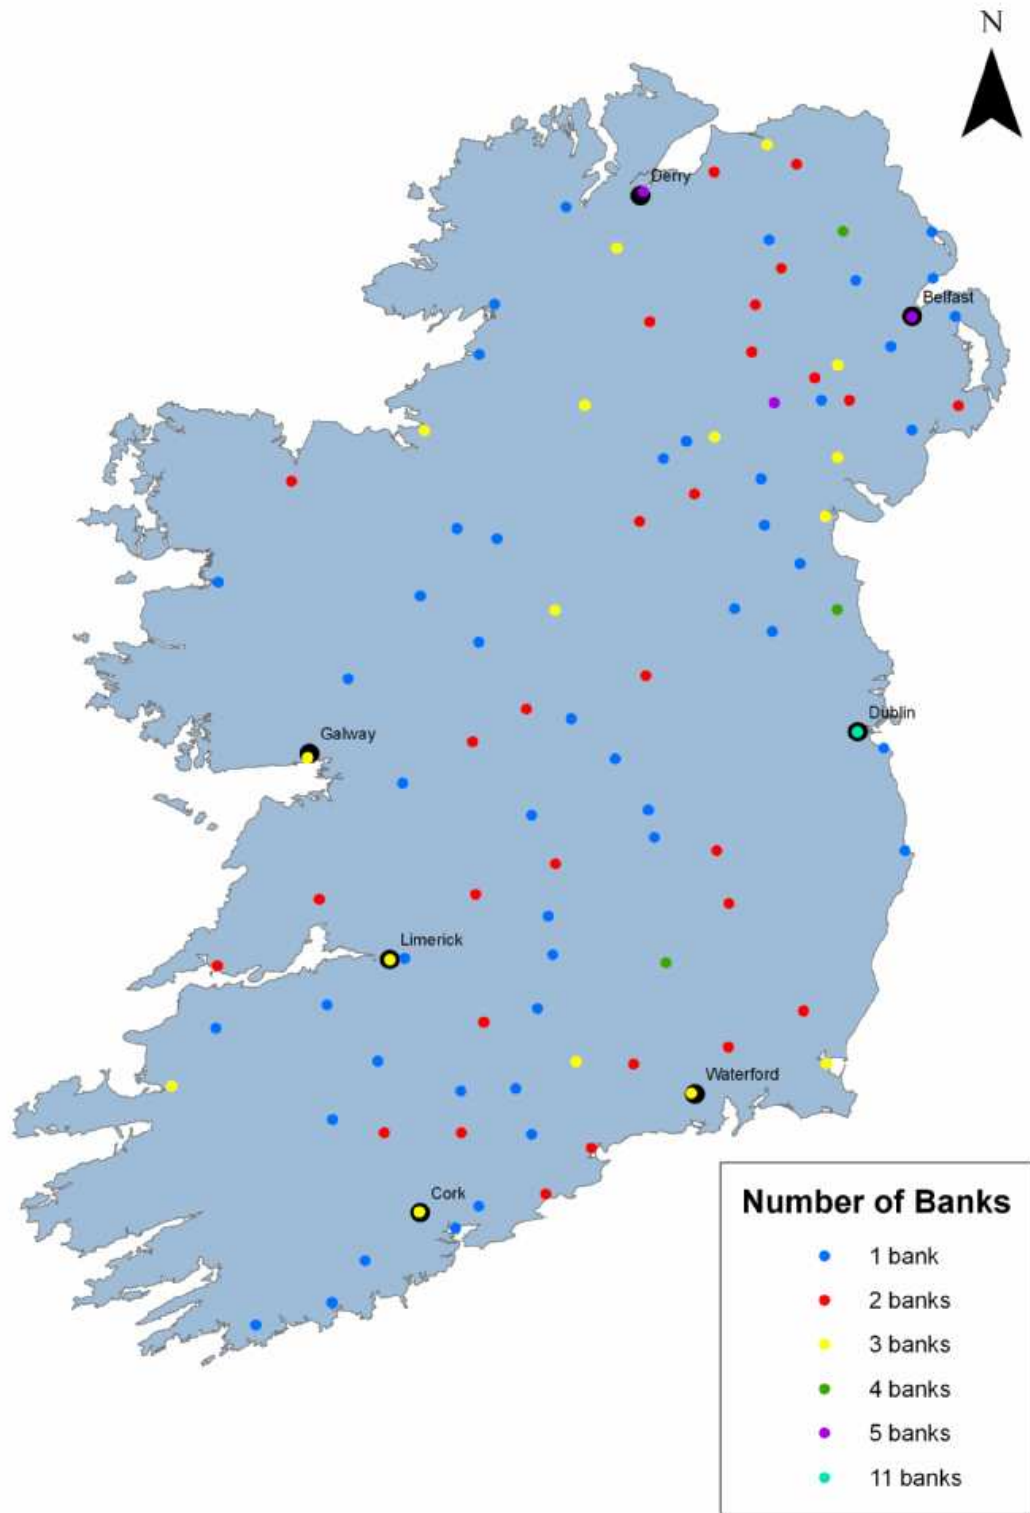 N
Derry
Belfast
Dublin
Galway
Limerick
Waterford
Cork
Number of Banks
1 bank
2 banks
3 banks
4 banks
5 banks
11 banks